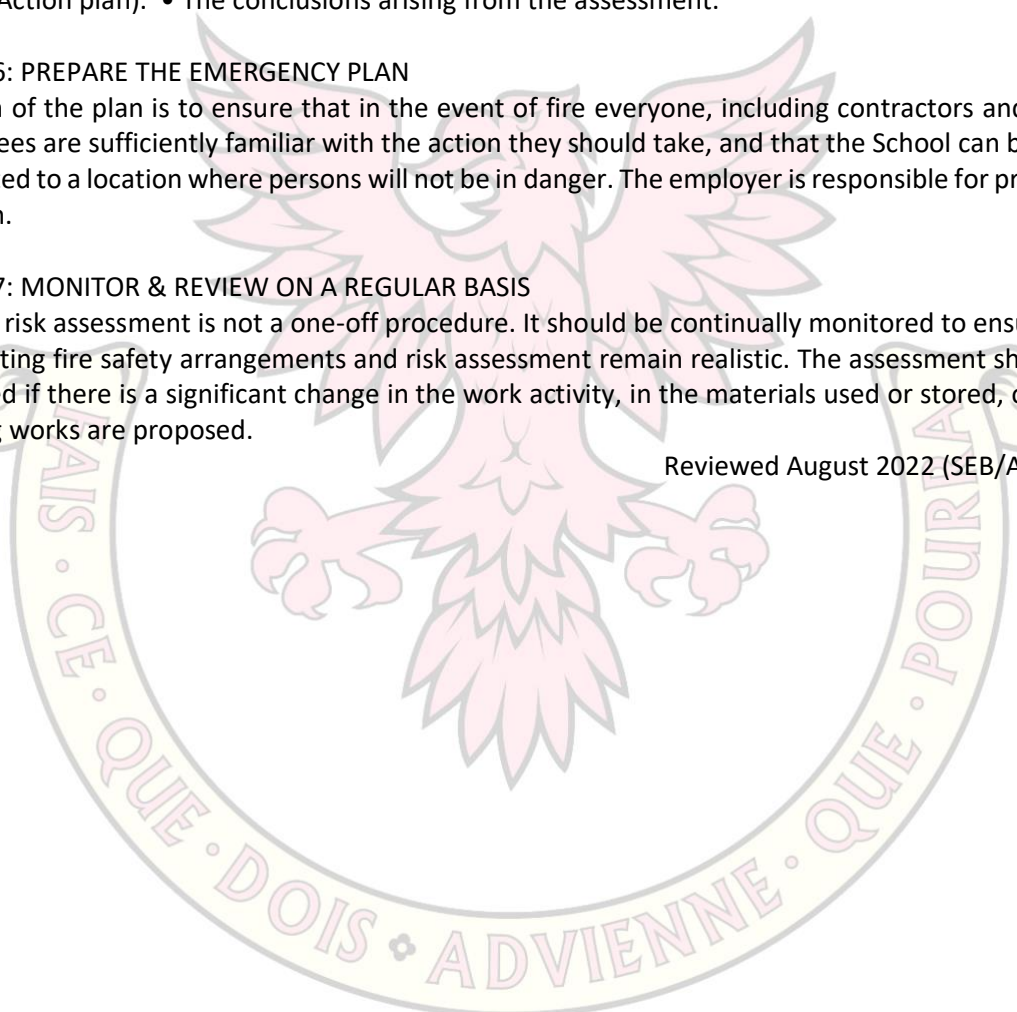 Action plan). • The conclusions arising from the assessment.
6: PREPARE THE EMERGENCY PLAN
of the plan is to ensure that in the event of fire everyone, including contractors and
ees are sufficiently familiar with the action they should take, and that the School can b
ed to a location where persons will not be in danger. The employer is responsible for pr
n.
7: MONITOR & REVIEW ON A REGULAR BASIS
risk assessment is not a one-off procedure. It should be continually monitored to ensu
ting fire safety arrangements and risk assessment remain realistic. The assessment sh
ed if there is a significant change in the work activity, in the materials used or stored, o
g works are proposed.
Reviewed August 2022 (SEB/A
FAIS · CE · QUE · DOIS ADVIENNE · QUE · POURRA